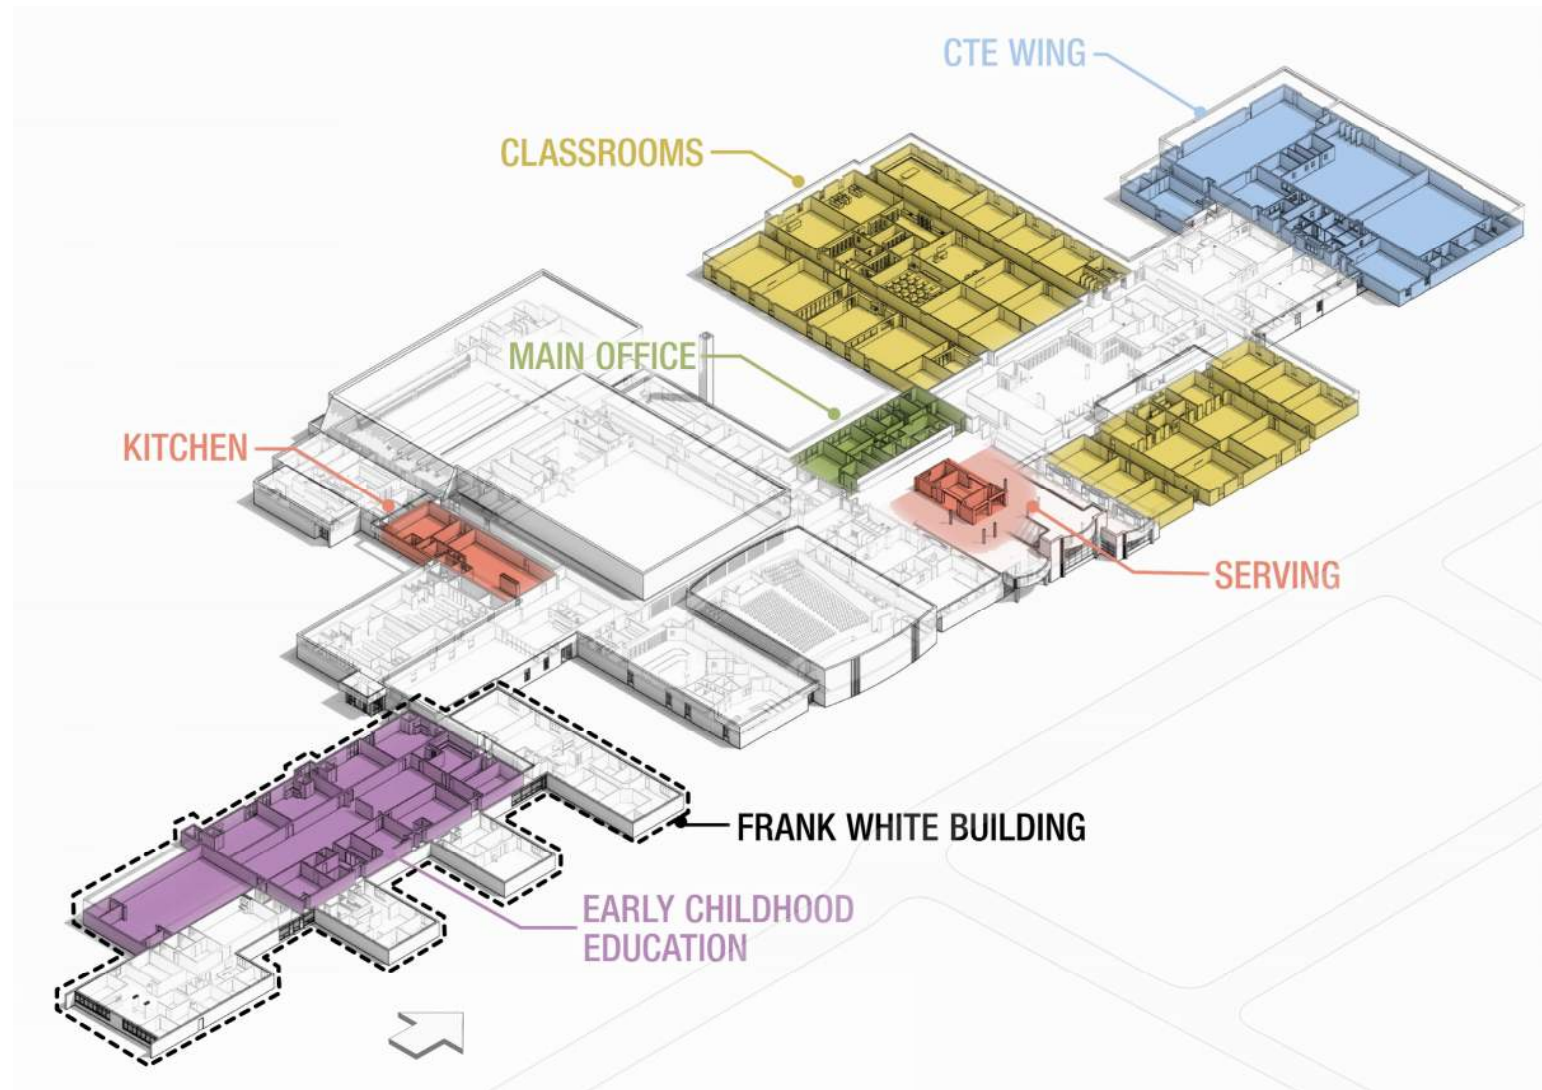 CTE WING
CLASSROOMS
MAIN OFFICE
KITCHEN
SERVING
FRANK WHITE BUILDING
EARLY CHILDHOOD
EDUCATION